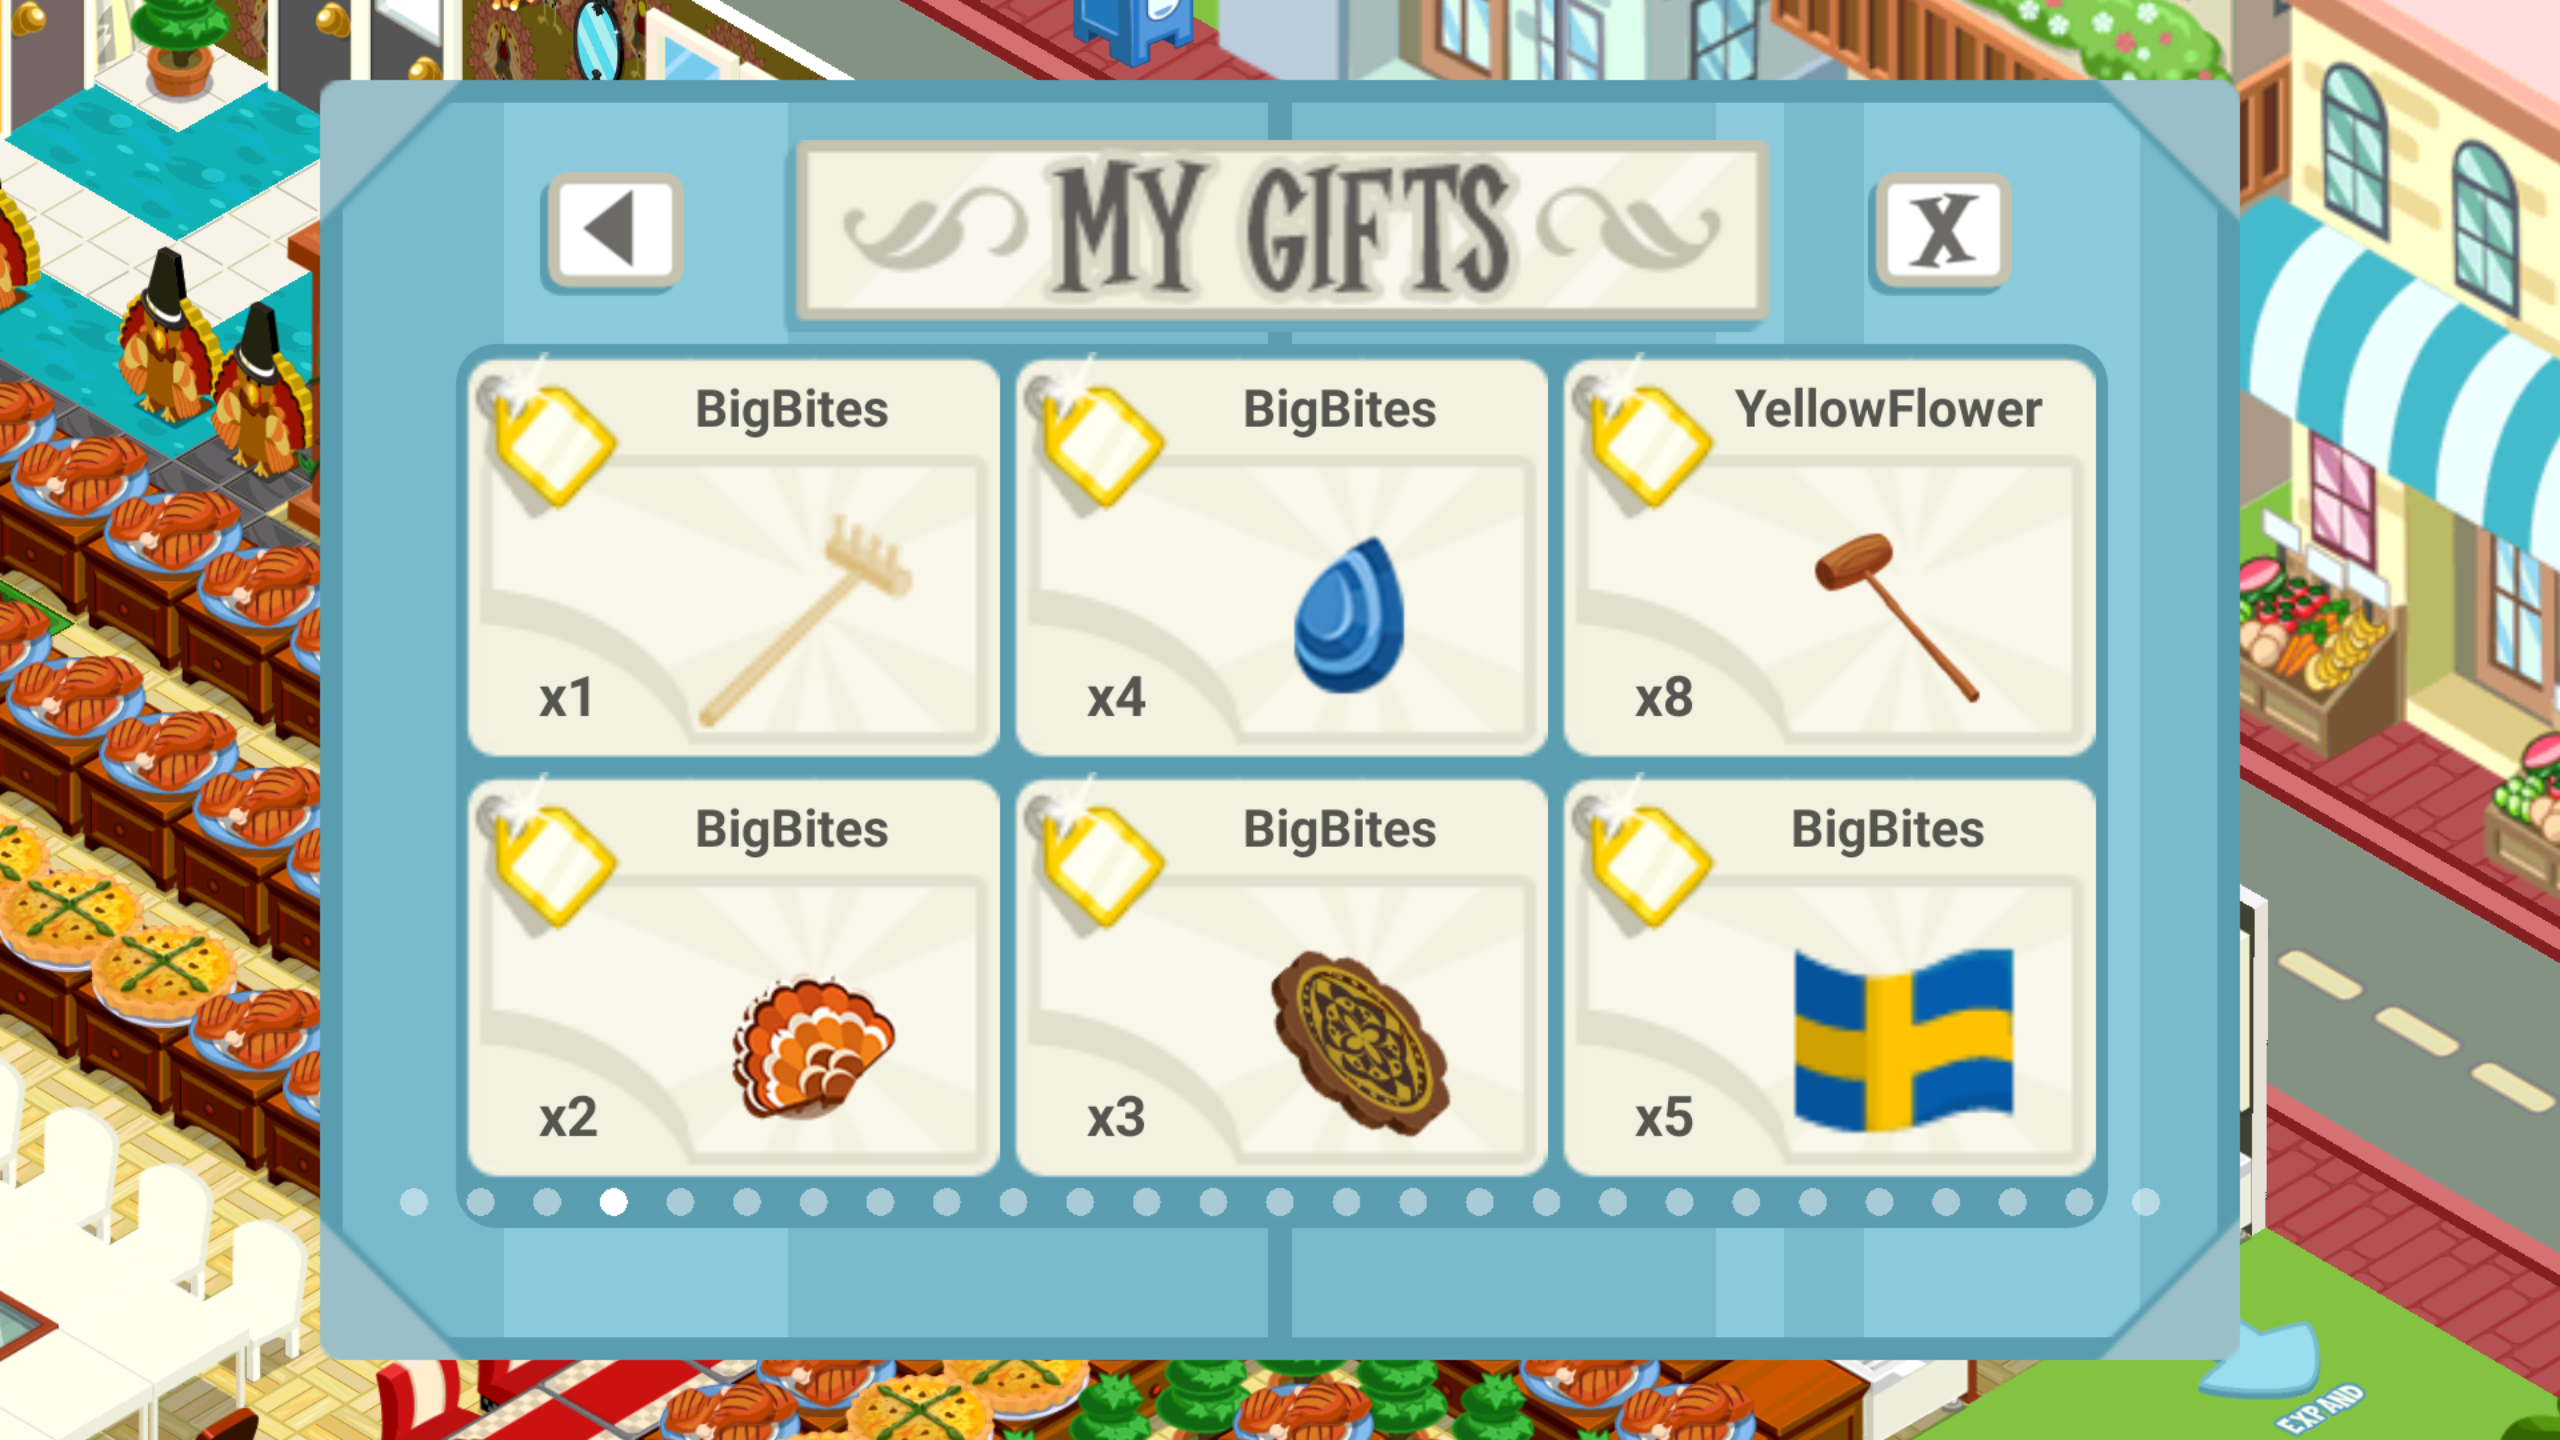 MY GIFTS
X
BigBites
x1
BigBites
x4
YellowFlower
x8
BigBites
x2
BigBites
x3
BigBites
x5
EXPAND